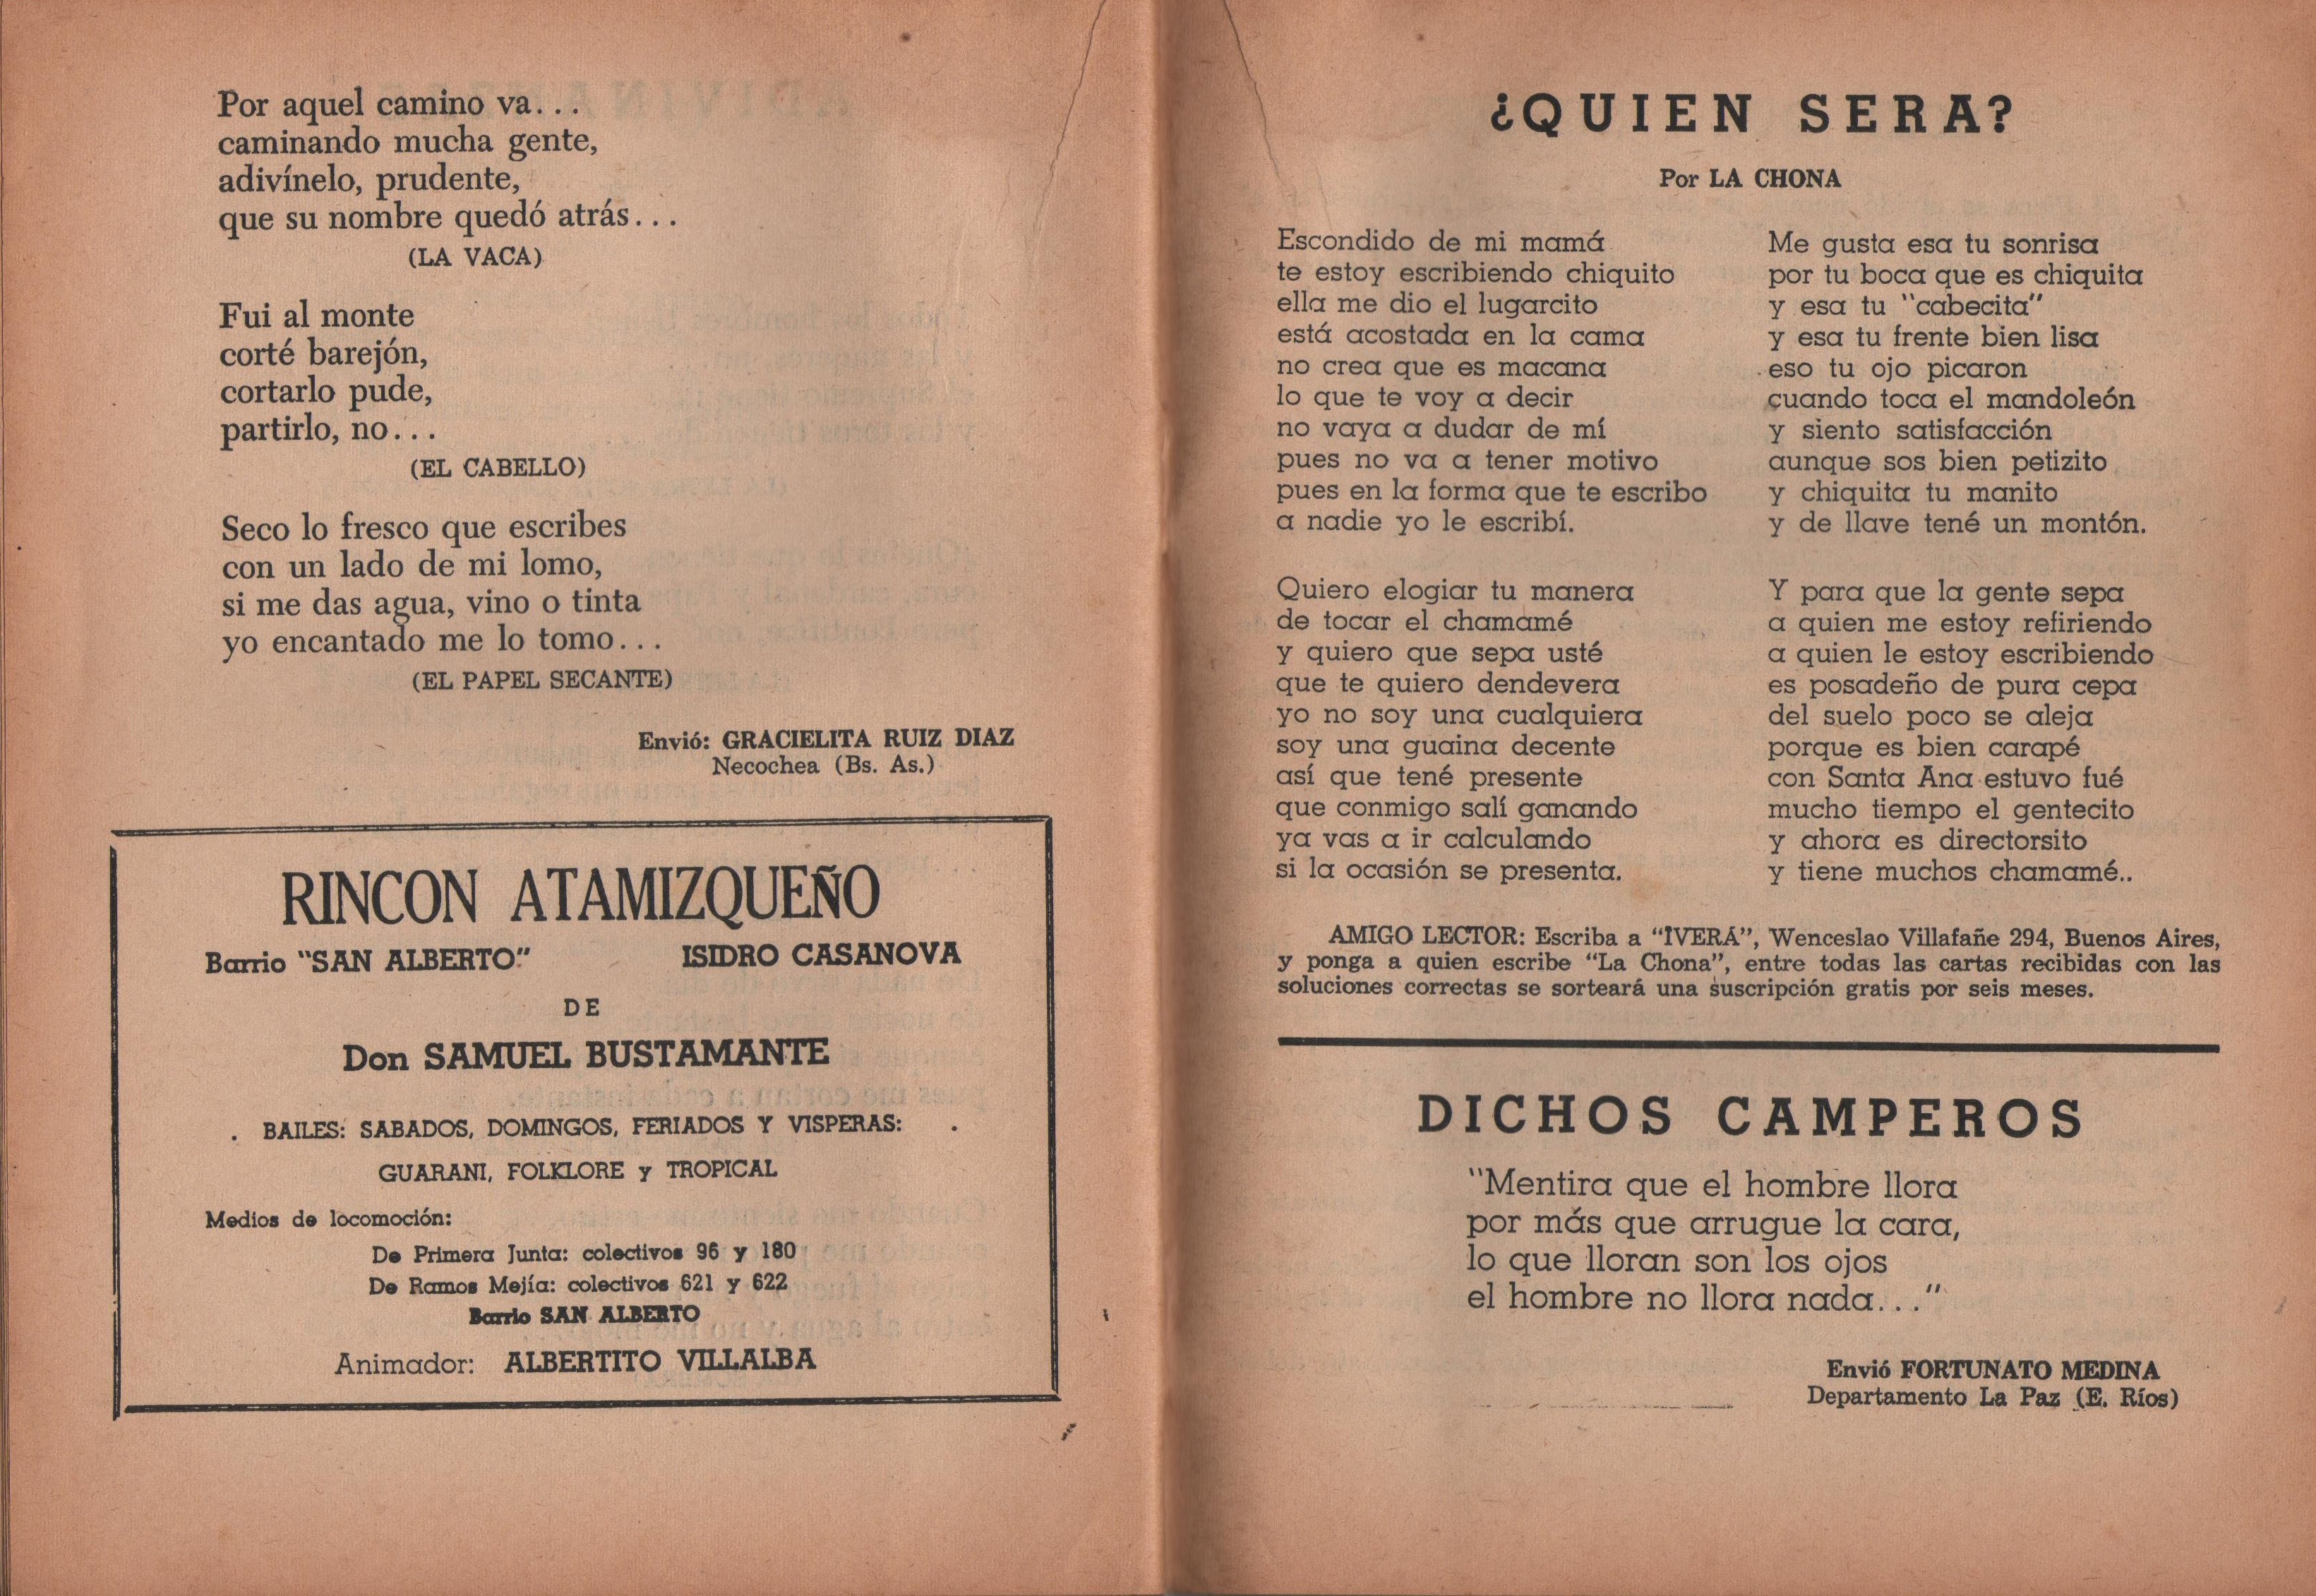 Por aquel camino va...
caminando mucha gente,
adivínelo, prudente,
que su nombre quedó atrás...
(LA VACA)
Fui al monte
corté barejón,
cortarlo pude,
partirlo, no...
(EL CABELLO)
Seco lo fresco que escribes
con un lado de mi lomo,
si me das agua, vino o tinta
yo encantado me lo tomo...
(EL PAPEL SECANTE)
Envió: GRACIELITA RUIZ DIAZ
Necochea (Bs. As.)
RINCON ATAMIZQUEÑO
Barrio "SAN ALBERTO" ISIDRO CASANOVA
DE
Don SAMUEL BUSTAMANTE
. BAILES: SABADOS, DOMINGOS, FERIADOS Y VISPERAS: .
GUARANI, FOLKLORE y TROPICAL
Medios de locomoción:
De Primera Junta: colectivos 96 y 180
De Ramos Mejía: colectivos 621 y 622
Barrio SAN ALBERTO
Animador: ALBERTITO VILLALBA
¿QUIEN SERA?
Por LA CHONA
Escondido de mi mamá
te estoy escribiendo chiquito
ella me dio el lugarcito
está acostada en la cama
no crea que es macana
lo que te voy a decir
no vaya a dudar de mí
pues no va a tener motivo
pues en la forma que te escribo
a nadie yo le escribí.
Quiero elogiar tu manera
de tocar el chamamé
y quiero que sepa usté
que te quiero dendevera
yo no soy una cualquiera
soy una guaina decente
así que tené presente
que conmigo salí ganando
ya vas a ir calculando
si la ocasión se presenta.
Me gusta esa tu sonrisa
por tu boca que es chiquita
y esa tu "cabecita"
y esa tu frente bien lisa
eso tu ojo picaron
cuando toca el mandoleón
y siento satisfacción
aunque sos bien petizito
y chiquita tu manito
y de llave tené un montón.
Y para que la gente sepa
a quien me estoy refiriendo
a quien le estoy escribiendo
es posadeño de pura cepa
del suelo poco se aleja
porque es bien carapé
con Santa Ana estuvo fué
mucho tiempo el gentecito
y ahora es directorsito
y tiene muchos chamamé..
AMIGO LECTOR: Escriba a "IVERÁ", Wenceslao Villafañe 294, Buenos Aires,
y ponga a quien escribe "La Chona", entre todas las cartas recibidas con las
soluciones correctas se sorteará una suscripción gratis por seis meses.
DICHOS CAMPEROS
"Mentira que el hombre llora
por más que arrugue la cara,
lo que lloran son los ojos
el hombre no llora nada..."
Envió FORTUNATO MEDINA
Departamento La Paz (E. Ríos)